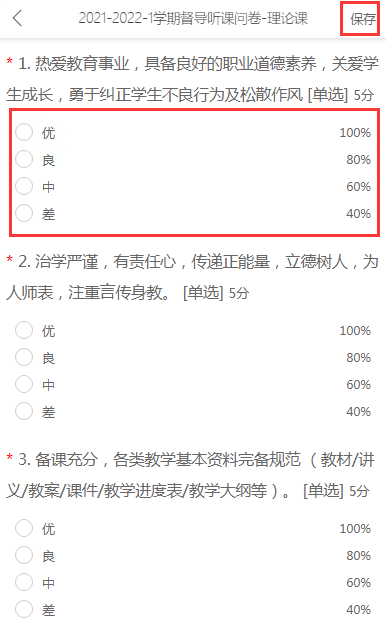 2021-2022-1学期督导听课问卷-理论课 保存
* 1. 热爱教育事业，具备良好的职业道德素养，关爱学
生成长，勇于纠正学生不良行为及松散作风 [单选] 5分
优 100%
良 80%
中 60%
差 40%
* 2. 治学严谨，有责任心，传递正能量，立德树人，为
人师表，注重言传身教。 [单选] 5分
优 100%
良 80%
中 60%
差 40%
* 3. 备课充分，各类教学基本资料完备规范 （教材/讲
义/教案/课件/教学进度表/教学大纲等）。 [单选] 5分
优 100%
良 80%
中 60%
差 40%